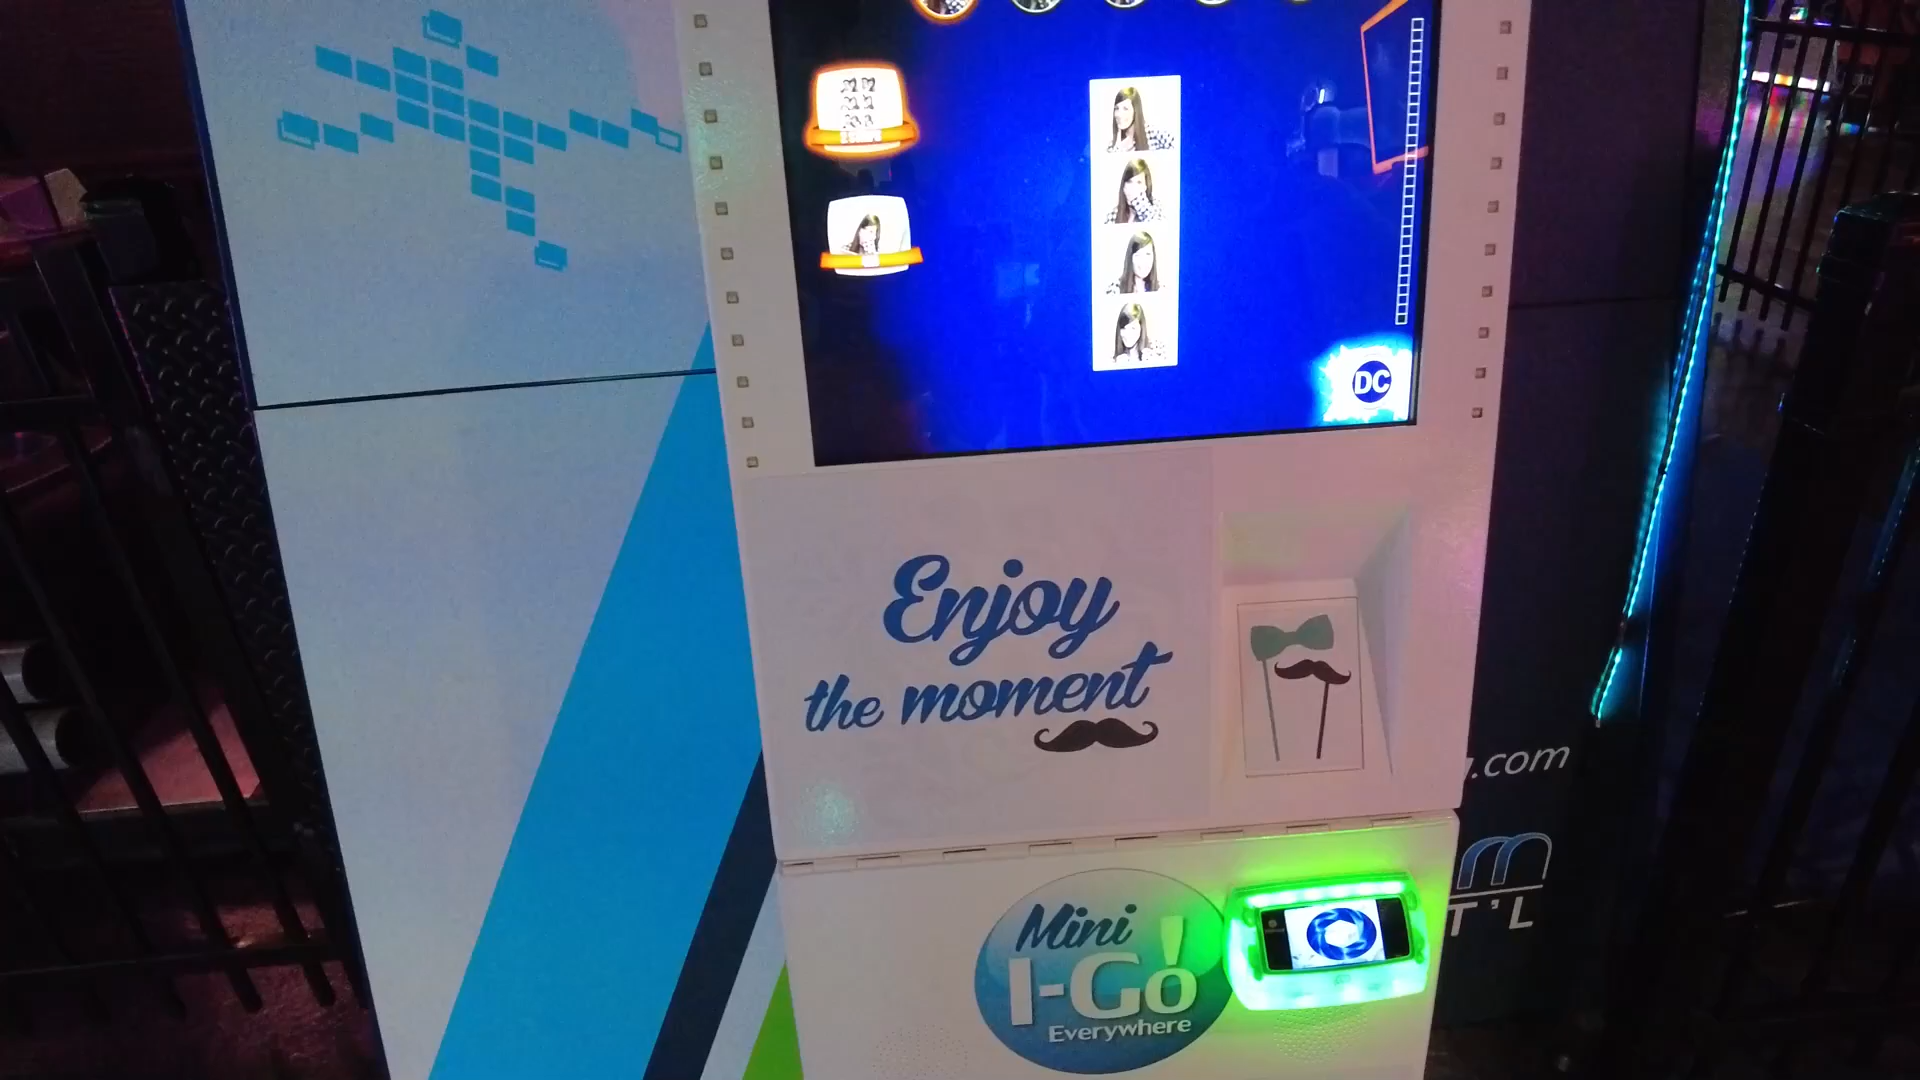 DC
Enjoy
the moment
.com
m
T'L
Mini
I-Go!
Everywhere